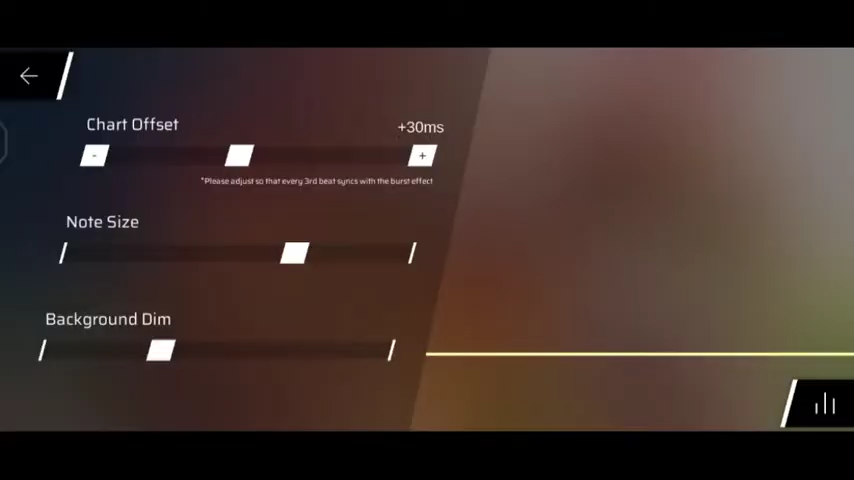 Chart Offset
+30ms
-
+
*Please adjust so that every 3rd beat syncs with the burst effect
Note Size
Background Dim